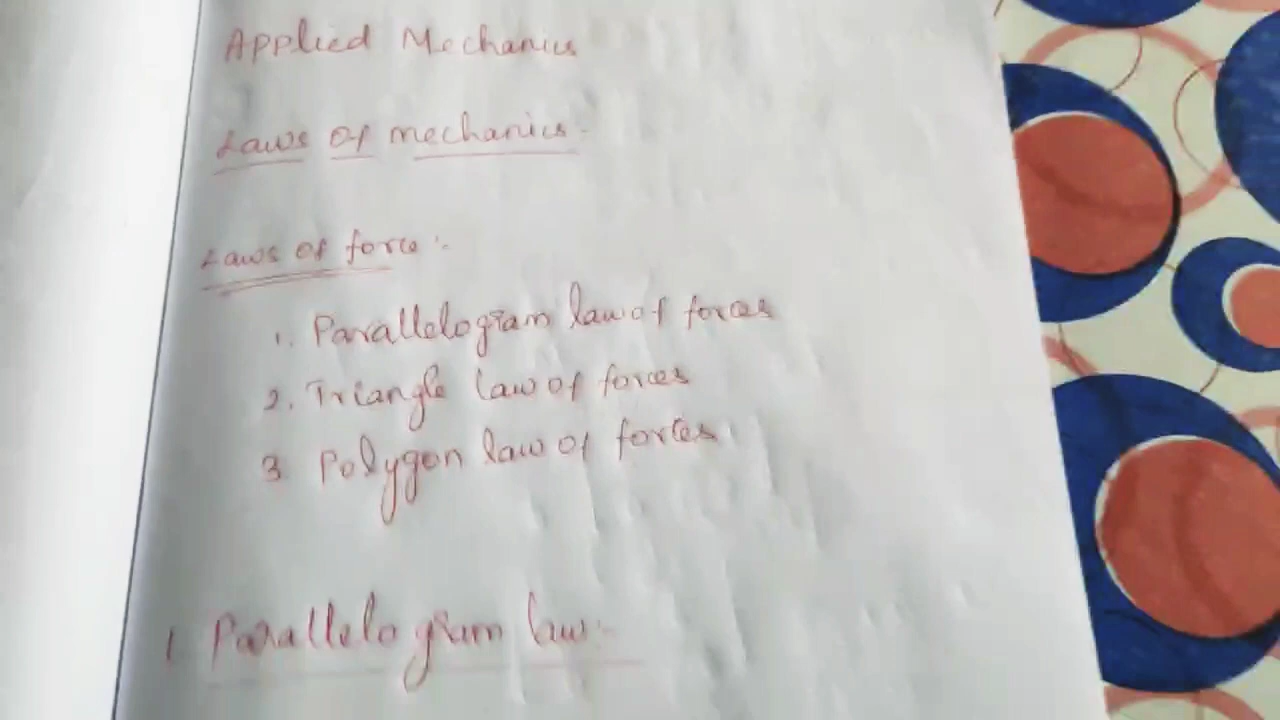 Applied Mechanics
Laws of mechanics:-
Laws of force :-
1. Parallelogram law of forces
2. Triangle law of forces
3 Polygon law of forces
1. Parallelogram law:-